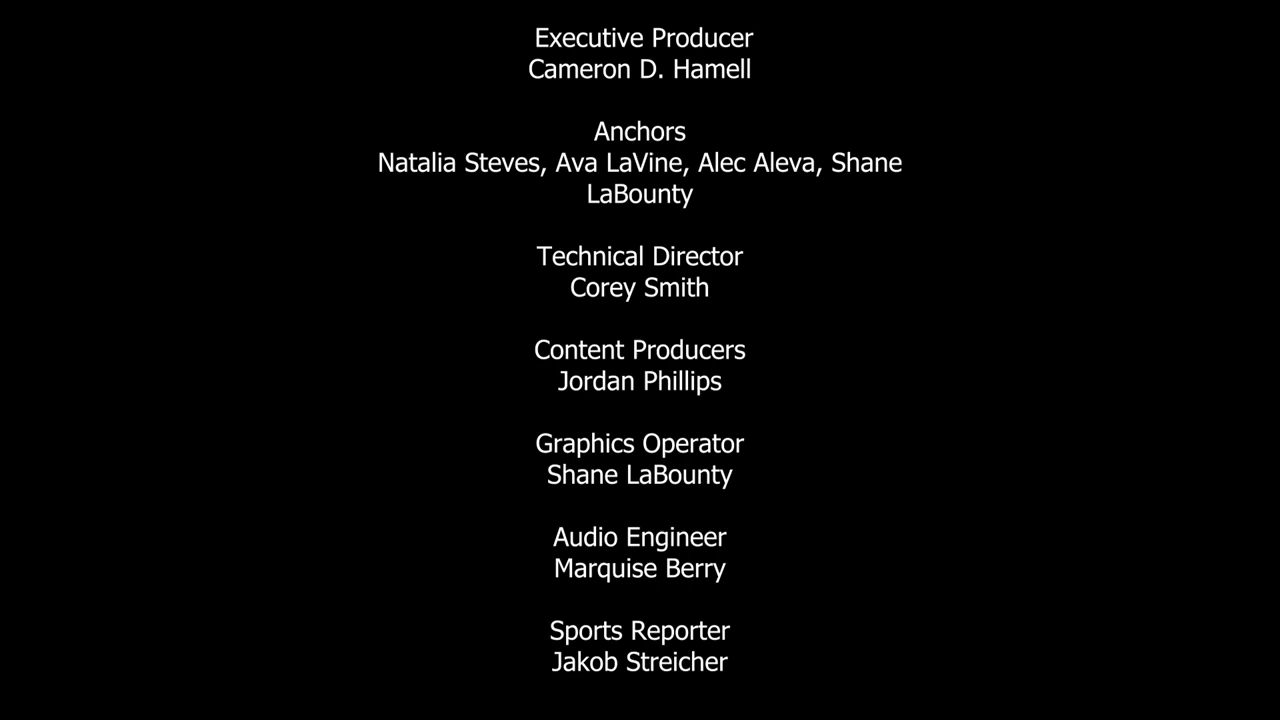 Executive Producer
Cameron D. Hamell
Anchors
Natalia Steves, Ava LaVine, Alec Aleva, Shane
LaBounty
Technical Director
Corey Smith
Content Producers
Jordan Phillips
Graphics Operator
Shane LaBounty
Audio Engineer
Marquise Berry
Sports Reporter
Jakob Streicher